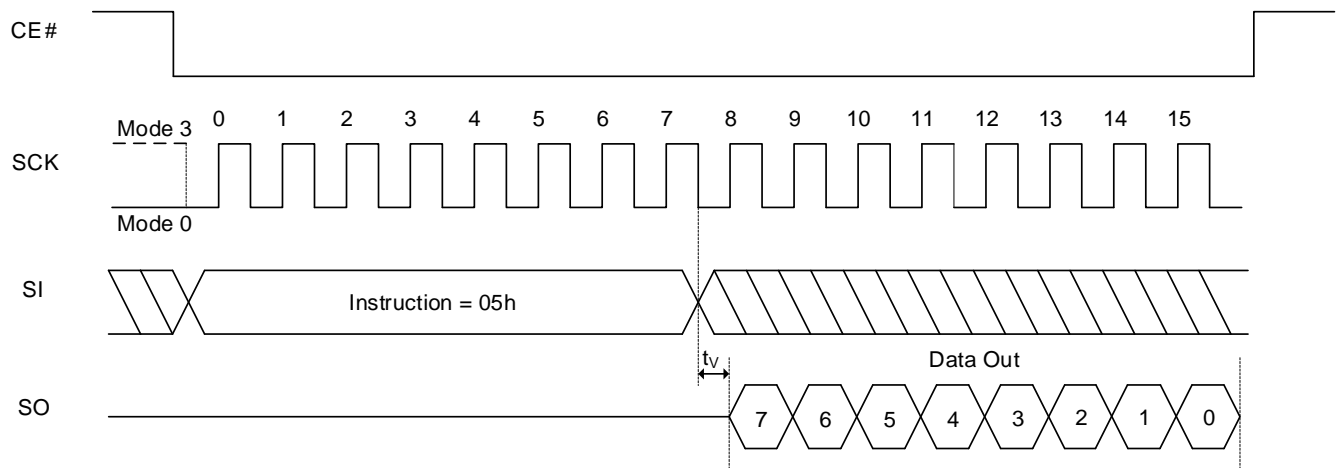 CE#
Mode 3 0 1 2 3 4 5 6 7 8 9 10 11 12 13 14 15
SCK
Mode 0
SI Instruction = 05h
tV Data Out
SO 7 6 5 4 3 2 1 0